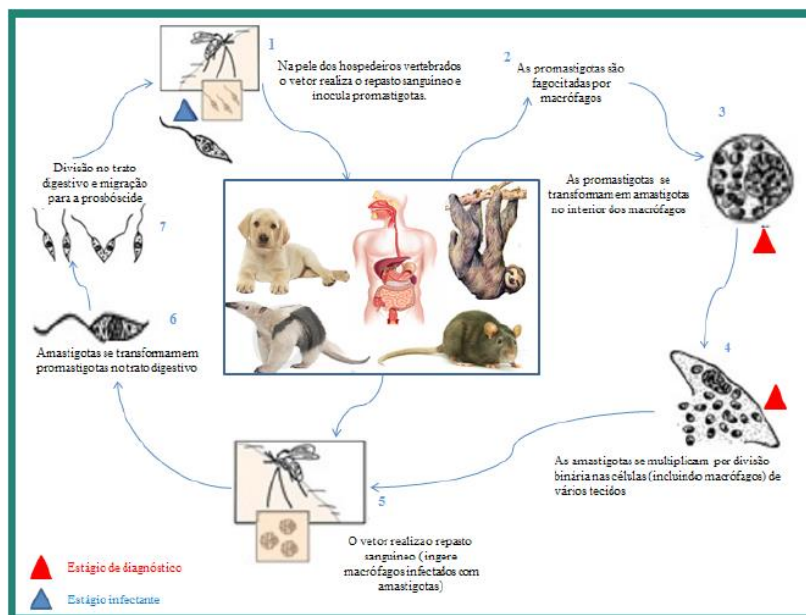 1
Na pele dos hospedeiros vertebrados
o vetor realiza o repasto sanguíneo e
inocula promastigotas.
2
As promastigotas são
fagocitadas por
macrófagos
3
As promastigotas se
transformam em amastigotas
no interior dos macrófagos
4
As amastigotas se multiplicam por divisão
binária nas células (incluindo macrófagos) de
vários tecidos
5
O vetor realiza o repasto
sanguíneo (ingere
macrófagos infectados com
amastigotas)
6
Amastigotas se transformam em
promastigotas no trato digestivo
7
Divisão no trato
digestivo e migração
para a prosbóscide
Estágio de diagnóstico
Estágio infectante